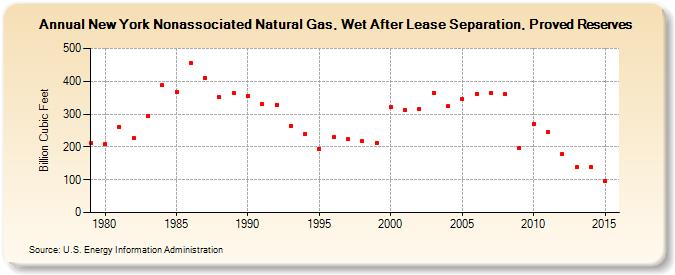 Annual New York Nonassociated Natural Gas, Wet After Lease Separation, Proved Reserves
Billion Cubic Feet
500
400
300
200
100
0
1980 1985 1990 1995 2000 2005 2010 2015
Source: U.S. Energy Information Administration